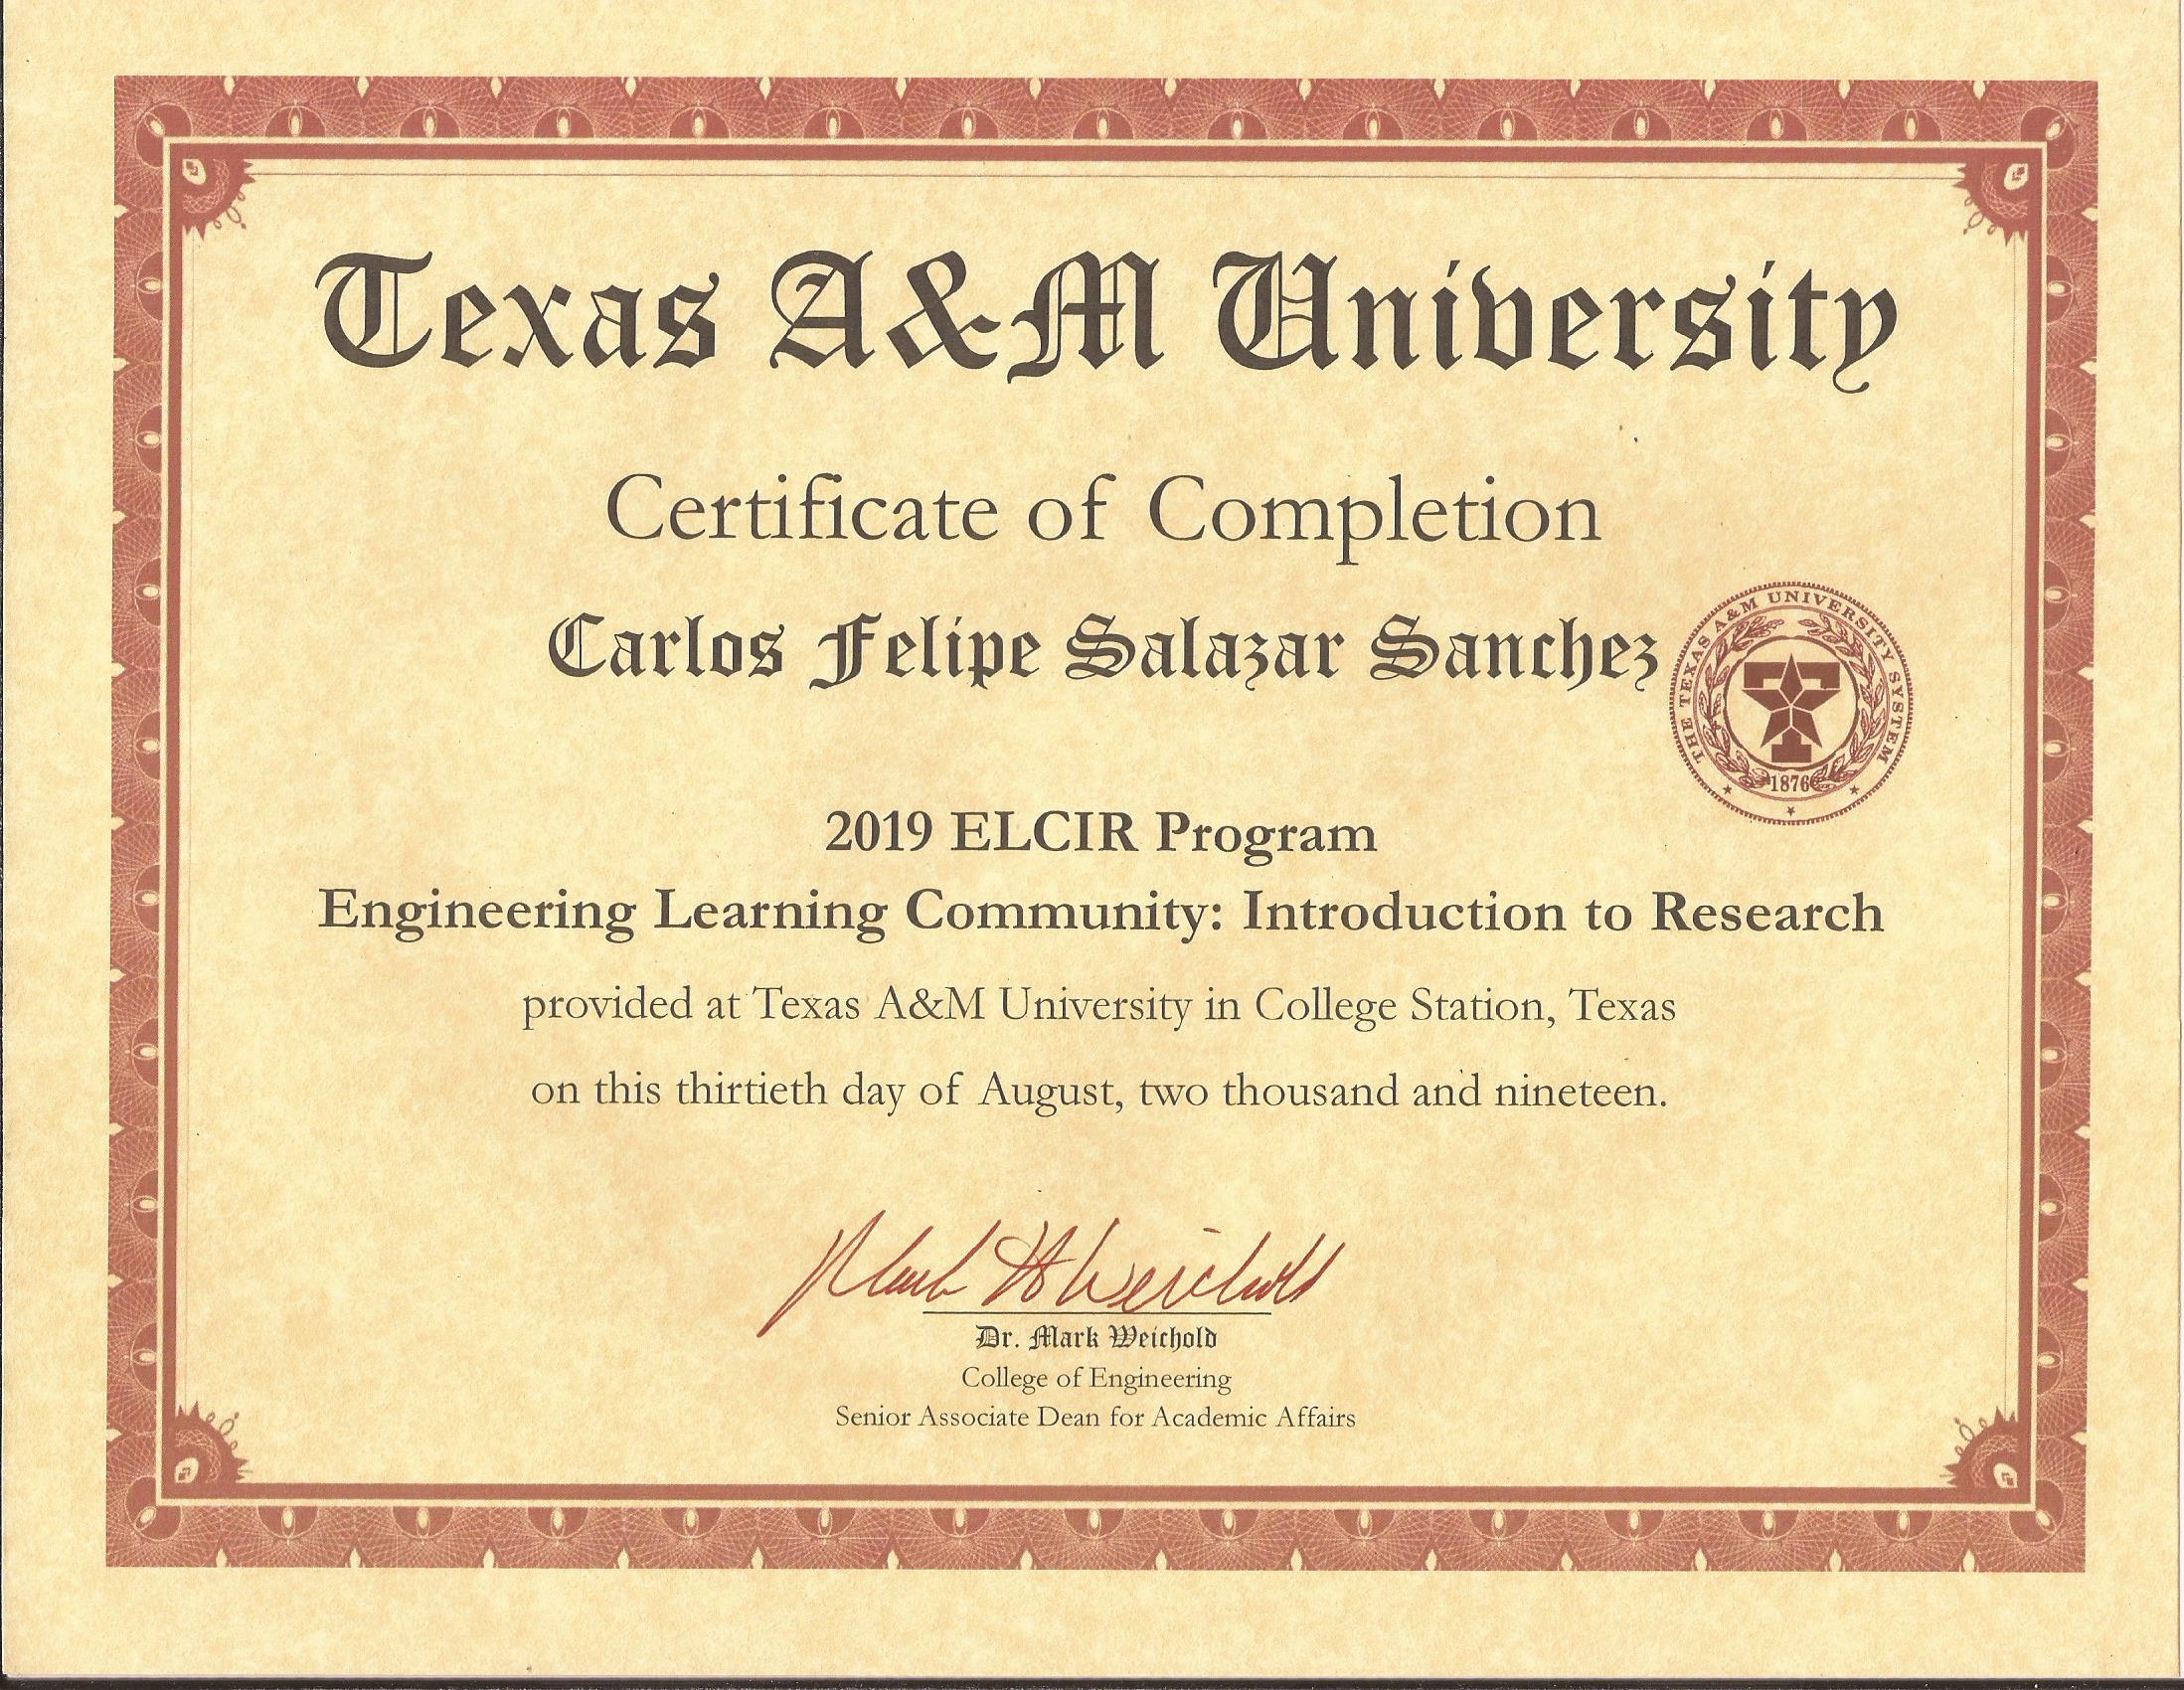 Texas A&M University
Certificate of Completion
Carlos Felipe Salazar Sanchez
THE TEXAS A&M UNIVERSITY SYSTEM
1876
2019 ELCIR Program
Engineering Learning Community: Introduction to Research
provided at Texas A&M University in College Station, Texas
on this thirtieth day of August, two thousand and nineteen.
Mark H Weichold
Dr. Mark Weichold
College of Engineering
Senior Associate Dean for Academic Affairs